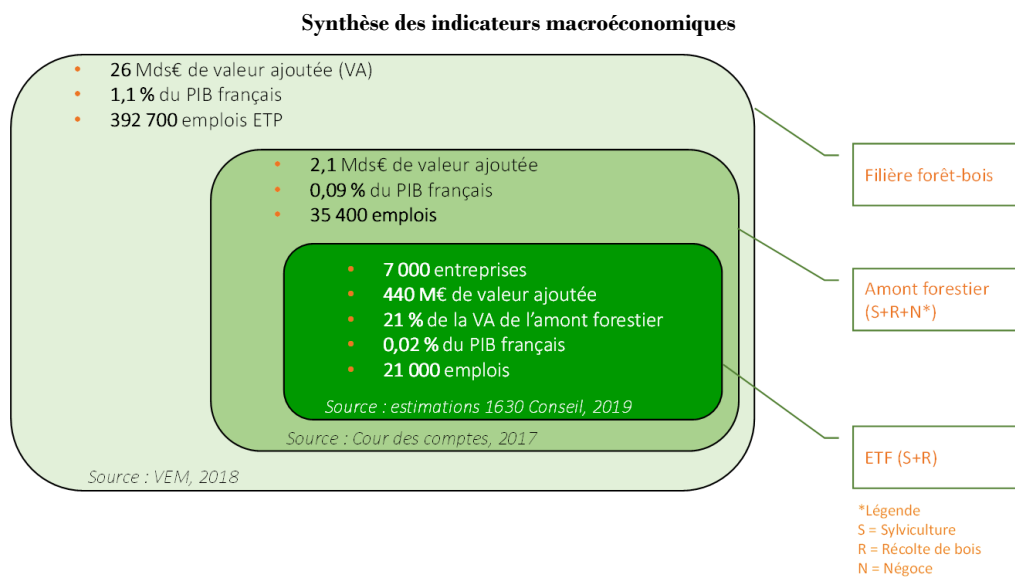 Synthèse des indicateurs macroéconomiques
• 26 Mds€ de valeur ajoutée (VA)
• 1,1 % du PIB français
• 392 700 emplois ETP
• 2,1 Mds€ de valeur ajoutée
• 0,09 % du PIB français
• 35 400 emplois
• 7 000 entreprises
• 440 M€ de valeur ajoutée
• 21 % de la VA de l'amont forestier
• 0,02 % du PIB français
• 21 000 emplois
Source : estimations 1630 Conseil, 2019
Source : Cour des comptes, 2017
Source : VEM, 2018
Filière forêt-bois
Amont forestier
(S+R+N*)
ETF (S+R)
*Légende
S = Sylviculture
R = Récolte de bois
N = Négoce